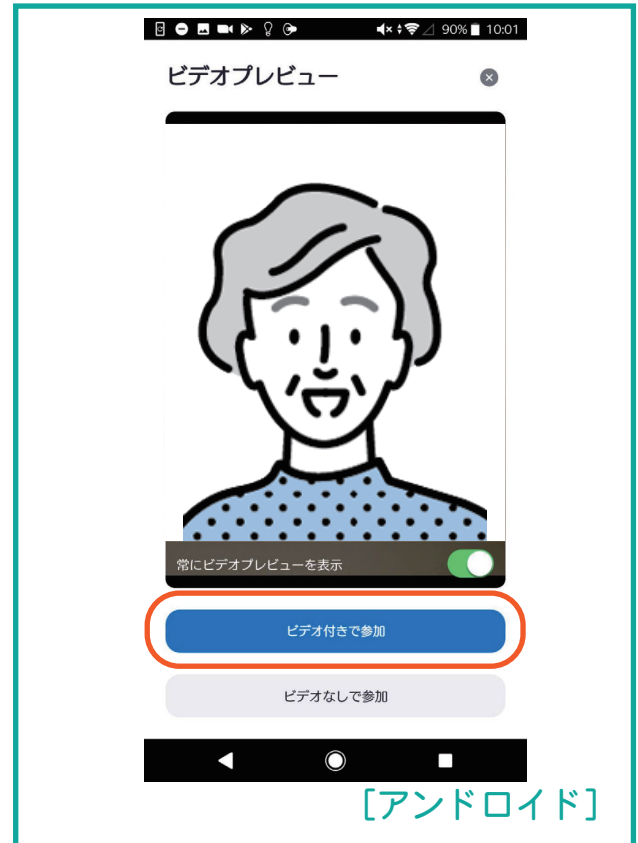 90% 10:01
ビデオプレビュー
常にビデオプレビューを表示
ビデオ付きで参加
ビデオなしで参加
[アンドロイド]